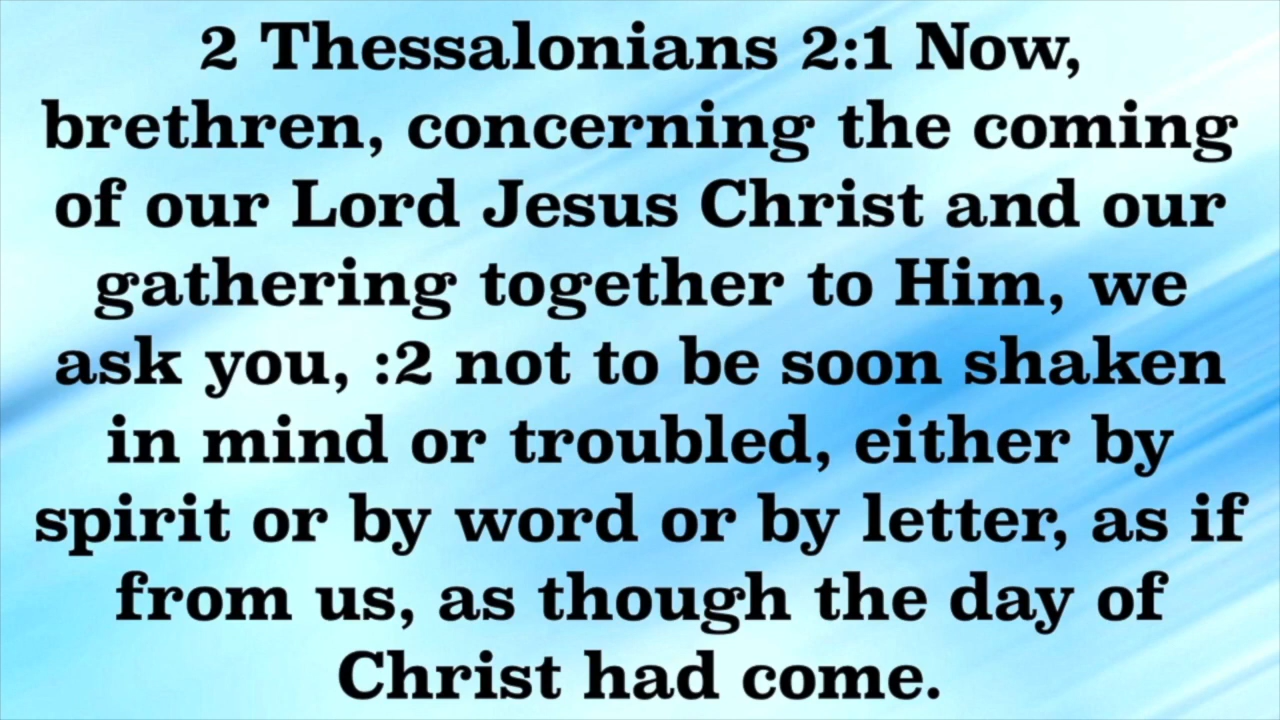 2 Thessalonians 2:1 Now,
brethren, concerning the coming
of our Lord Jesus Christ and our
gathering together to Him, we
ask you, :2 not to be soon shaken
in mind or troubled, either by
spirit or by word or by letter, as if
from us, as though the day of
Christ had come.